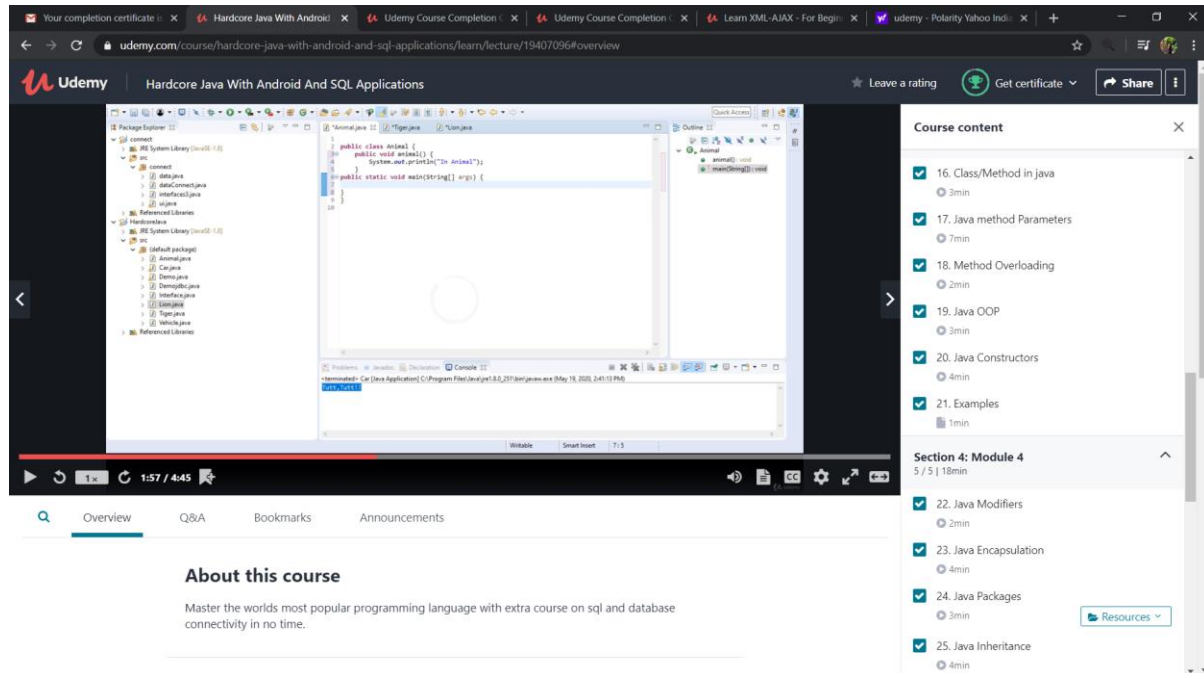 Your completion certificate is
Hardcore Java With Android
Udemy Course Completion C
Udemy Course Completion C
Learn XML-AJAX - For Begin
udemy - Polarity Yahoo India
udemy.com/course/hardcore-java-with-android-and-sql-applications/learn/lecture/19407096#overview
Udemy
Hardcore Java With Android And SQL Applications
Leave a rating
Get certificate
Share
Quick Access
Package Explorer
connect
JRE System Library [JavaSE-1.8]
src
connect
data.java
dataConnect.java
interfaces3.java
ui.java
Referenced Libraries
HardcoreJava
JRE System Library [JavaSE-1.8]
src
(default package)
Animal.java
Car.java
Demo.java
Demojdbc.java
Interface.java
Lion.java
Tiger.java
Vehicle.java
Referenced Libraries
*Animal.java *Tiger.java *Lion.java
1
2 public class Animal {
public void animal() {
4 System.out.println("In Animal");
5 }
public static void main(String[] args) {
7
8 }
9 }
10
Outline
Animal
animal() : void
main(String[]) : void
Problems Javadoc Declaration Console
<terminated> Car [Java Application] C:\Program Files\Java\jre1.8.0_251\bin\javaw.exe (May 19, 2020, 2:41:13 PM)
Tutt,Tutt!!
Writable Smart Insert 7 : 5
1x
1:57 / 4:45
CC
Overview Q&A Bookmarks Announcements
About this course
Master the worlds most popular programming language with extra course on sql and database
connectivity in no time.
Course content
16. Class/Method in java
3min
17. Java method Parameters
7min
18. Method Overloading
2min
19. Java OOP
3min
20. Java Constructors
4min
21. Examples
1min
Section 4: Module 4
5 / 5 | 18min
22. Java Modifiers
2min
23. Java Encapsulation
4min
24. Java Packages
3min
Resources
25. Java Inheritance
4min